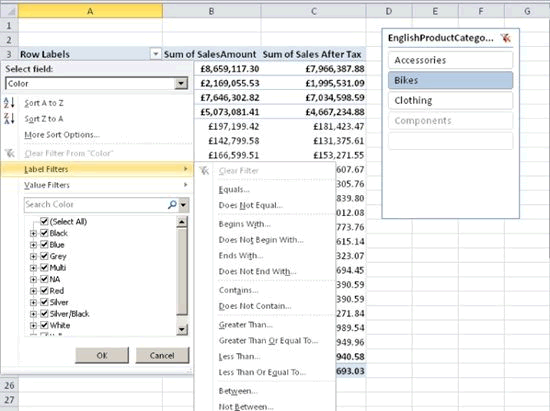 A B C D E F G
1
2
3 Row Labels Sum of SalesAmount Sum of Sales After Tax
Select field:
Color
Sort A to Z
Sort Z to A
More Sort Options...
Clear Filter From "Color"
Label Filters
Value Filters
Search Color
(Select All)
Black
Blue
Grey
Multi
NA
Red
Silver
Silver/Black
White
OK Cancel
26
27
£8,659,117.30 £7,966,387.88
£2,169,055.53 £1,995,531.09
£7,646,302.82 £7,034,598.59
£5,073,081.41 £4,667,234.88
£197,199.42 £181,423.47
£142,799.58 £131,375.61
£166,599.51 £153,271.55
Clear Filter
Equals...
Does Not Equal...
Begins With...
Does Not Begin With...
Ends With...
Does Not End With...
Contains...
Does Not Contain...
Greater Than...
Greater Than Or Equal To...
Less Than...
Less Than Or Equal To...
Between...
Not Between...
607.67
305.76
839.80
012.08
773.76
615.14
323.07
694.45
390.59
390.59
271.84
989.54
949.96
940.58
693.03
EnglishProductCatego...
Accessories
Bikes
Clothing
Components